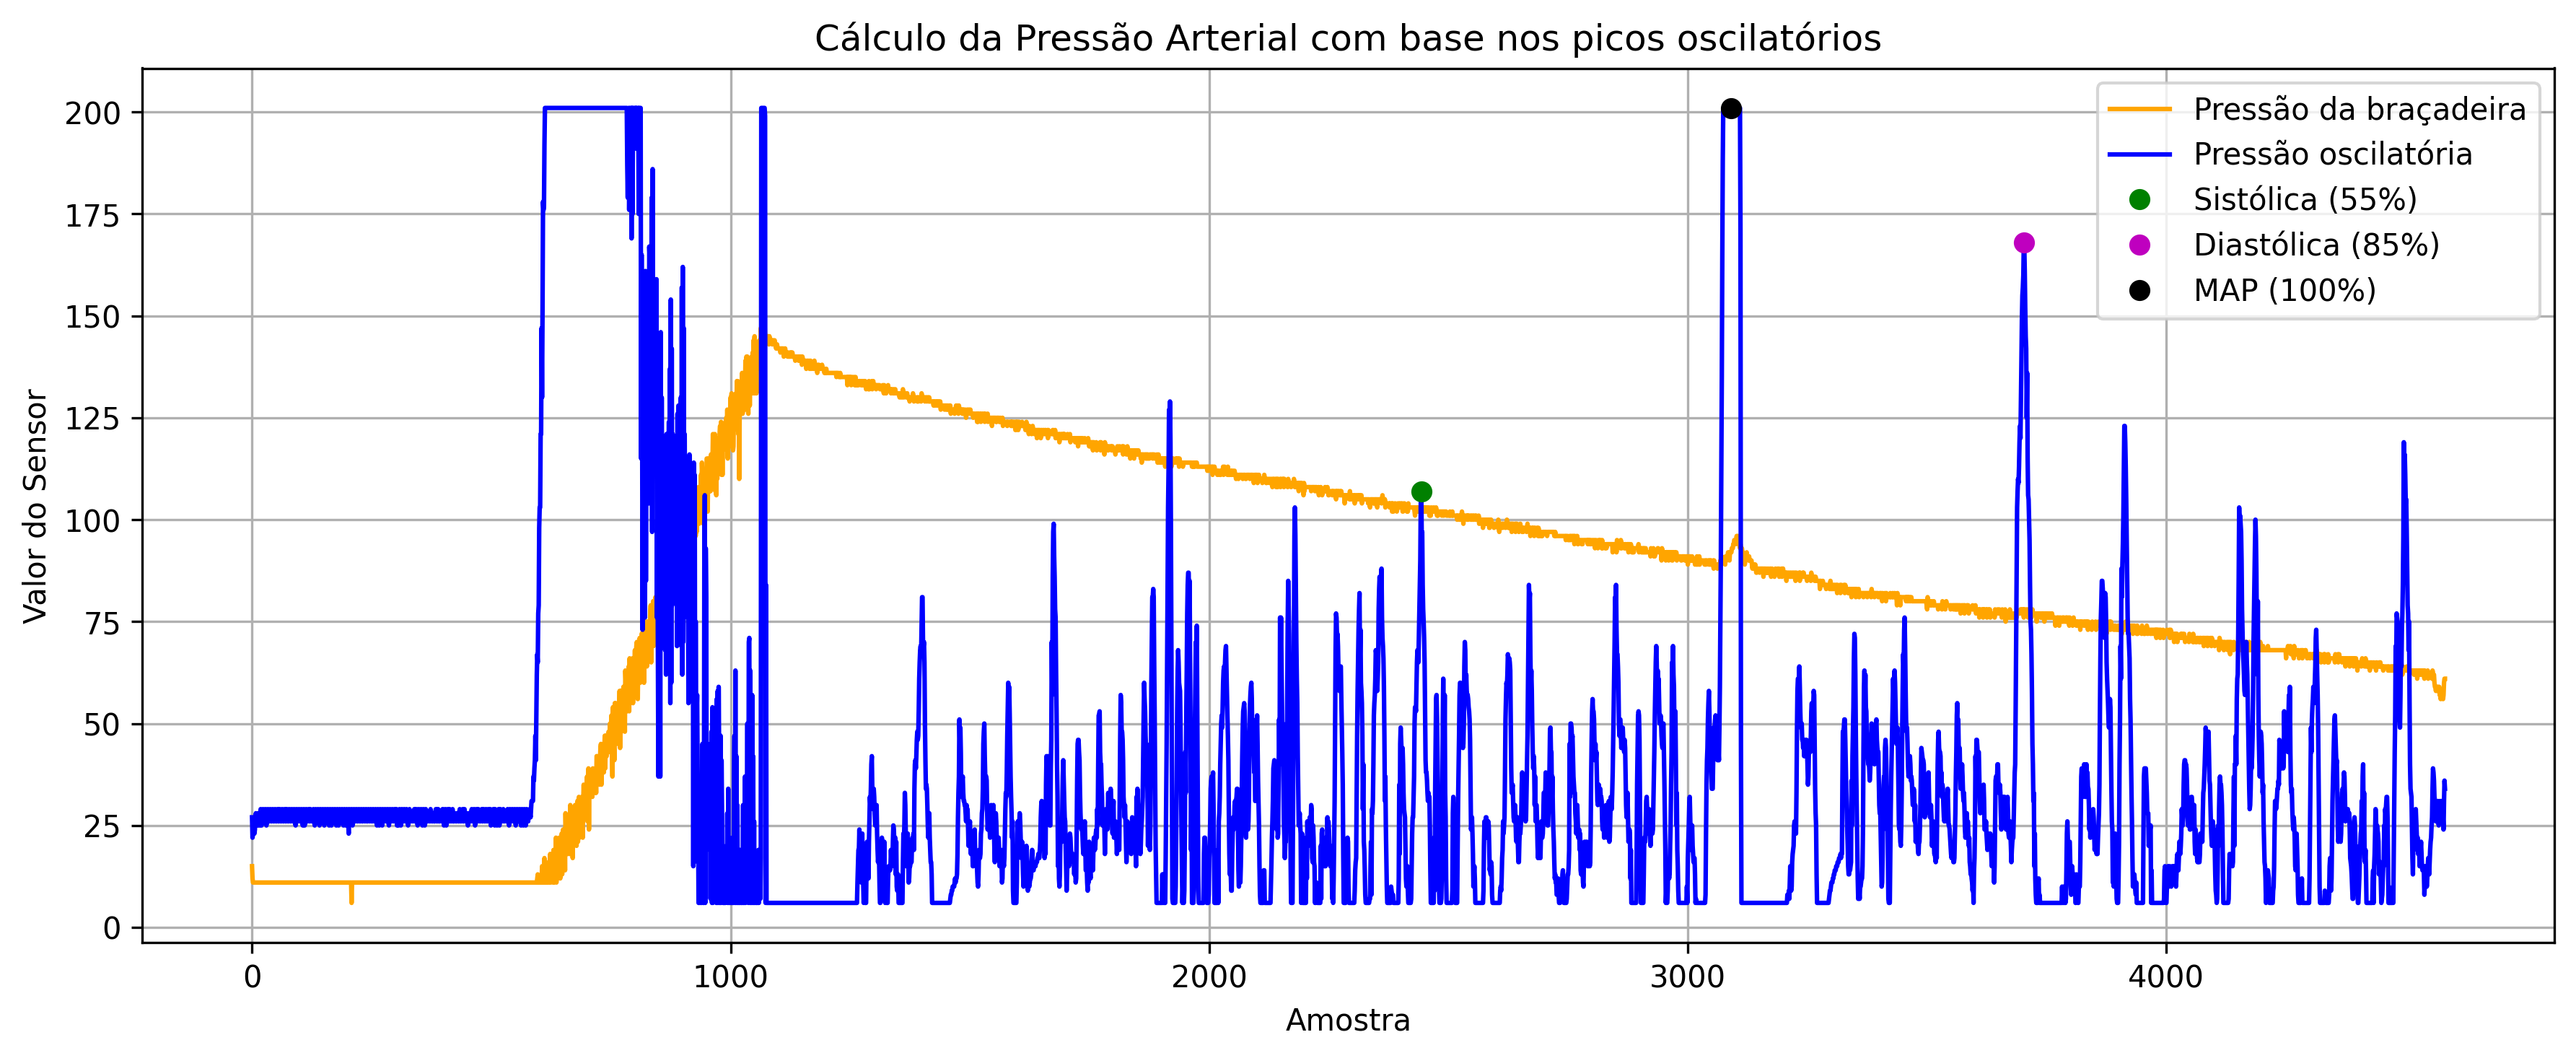 Cálculo da Pressão Arterial com base nos picos oscilatórios
Valor do Sensor
200
175
150
125
100
75
50
25
0
0 1000 2000 3000 4000
Amostra
Pressão da braçadeira
Pressão oscilatória
Sistólica (55%)
Diastólica (85%)
MAP (100%)